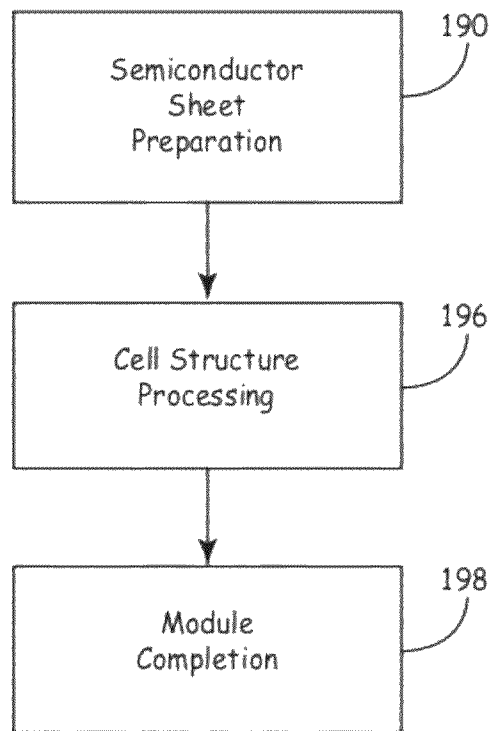 190
Semiconductor
Sheet
Preparation
196
Cell Structure
Processing
198
Module
Completion